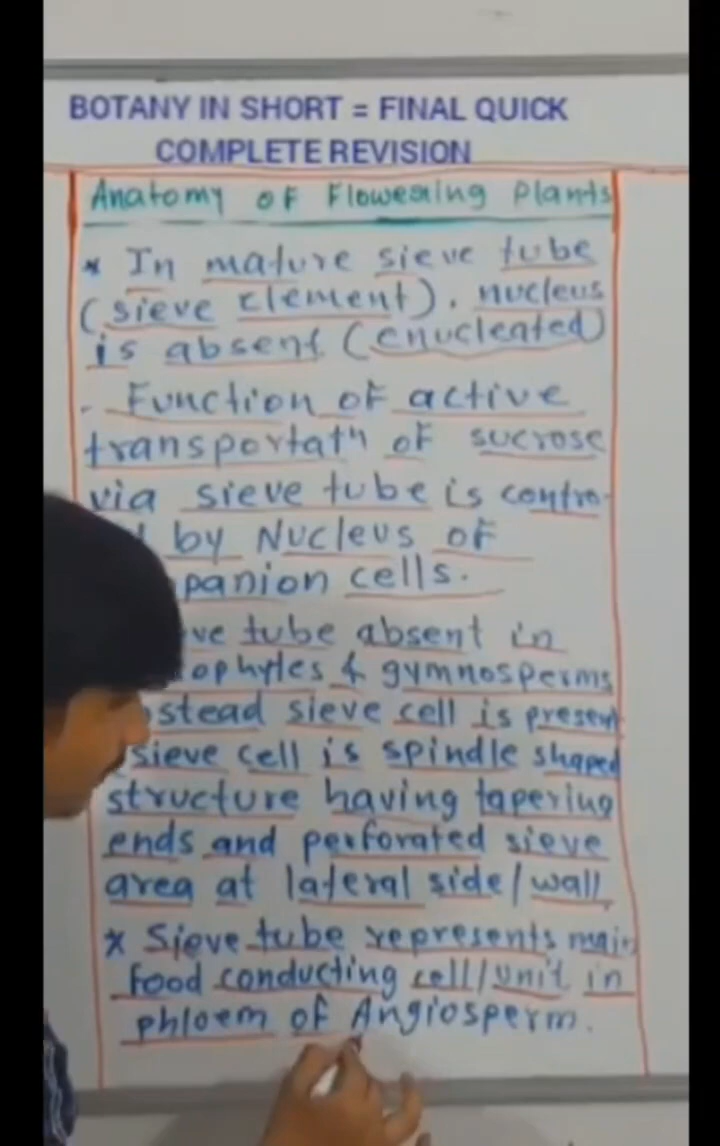 BOTANY IN SHORT = FINAL QUICK
COMPLETE REVISION
Anatomy of Flowering Plants
* In mature sieve tube
(sieve element). nucleus
is absent (enucleated)
- Function of active
transportatn of sucrose
via sieve tube is contro-
by Nucleus of
panion cells.
ve tube absent in
ophytes & gymnosperms
stead sieve cell is present
sieve cell is spindle shaped
structure having tapering
ends and perforated sieve
area at lateral side/wall
* Sieve tube represents main
food conducting cell/unit in
phloem of Angiosperm.